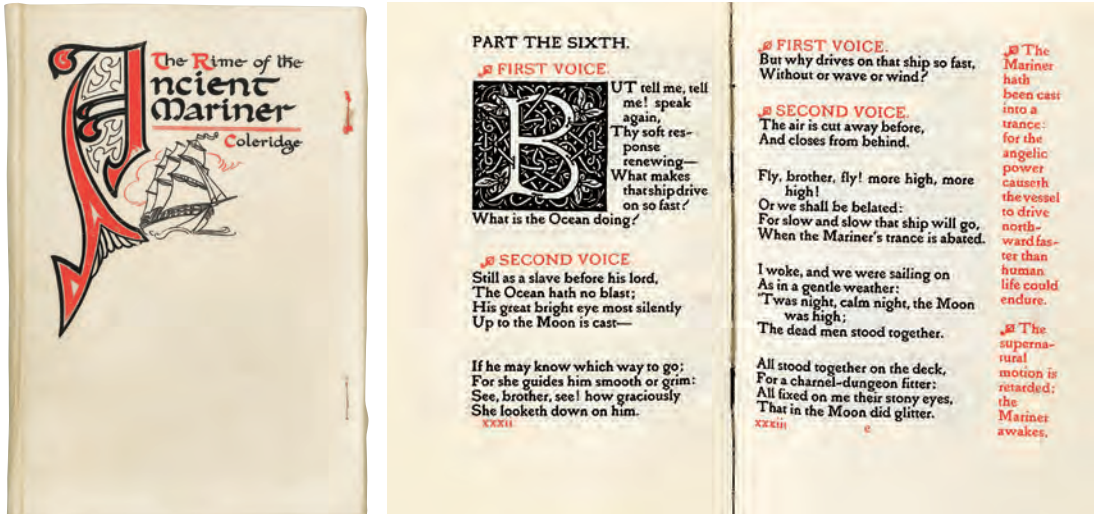 The Rime of the
Ancient
Mariner
Coleridge
PART THE SIXTH.
FIRST VOICE.
BUT tell me, tell
me! speak
again,
Thy soft res-
ponse
renewing—
What makes
that ship drive
on so fast?
What is the Ocean doing?
SECOND VOICE
Still as a slave before his lord,
The Ocean hath no blast;
His great bright eye most silently
Up to the Moon is cast—
If he may know which way to go;
For she guides him smooth or grim:
See, brother, see! how graciously
She looketh down on him.
xxxii
FIRST VOICE.
But why drives on that ship so fast,
Without or wave or wind?
SECOND VOICE.
The air is cut away before,
And closes from behind.
Fly, brother, fly! more high, more
high!
Or we shall be belated:
For slow and slow that ship will go,
When the Mariner's trance is abated.
I woke, and we were sailing on
As in a gentle weather:
'Twas night, calm night, the Moon
was high;
The dead men stood together.
All stood together on the deck,
For a charnel-dungeon fitter:
All fixed on me their stony eyes,
That in the Moon did glitter.
xxxiii
e
The
Mariner
hath
been cast
into a
trance:
for the
angelic
power
causeth
the vessel
to drive
north-
ward fas-
ter than
human
life could
endure.
The
superna-
tural
motion is
retarded;
the
Mariner
awakes,